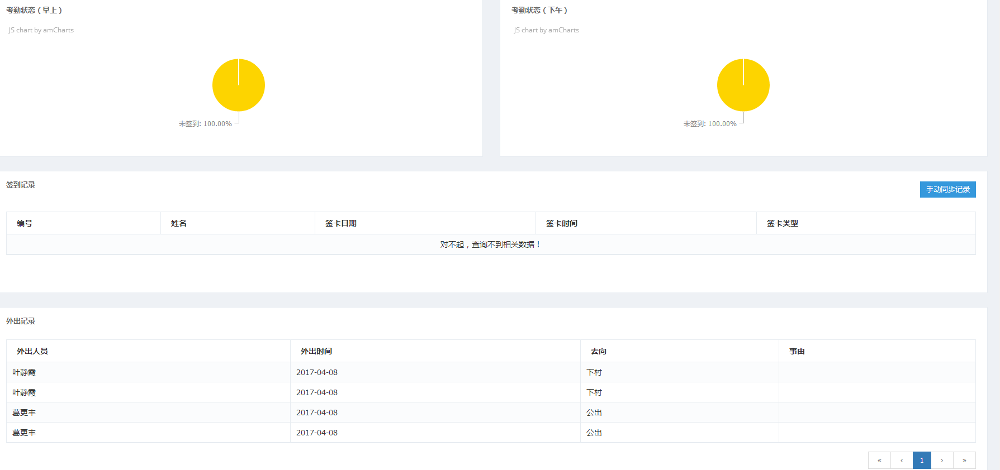 考勤状态（早上）
考勤状态（下午）
JS chart by amCharts
JS chart by amCharts
未签到: 100.00%
未签到: 100.00%
签到记录
手动同步记录
编号 姓名 签卡日期 签卡时间 签卡类型
对不起，查询不到相关数据！
外出记录
外出人员 外出时间 去向 事由
叶静霞 2017-04-08 下村
叶静霞 2017-04-08 下村
葛更丰 2017-04-08 公出
葛更丰 2017-04-08 公出
« ‹ 1 › »